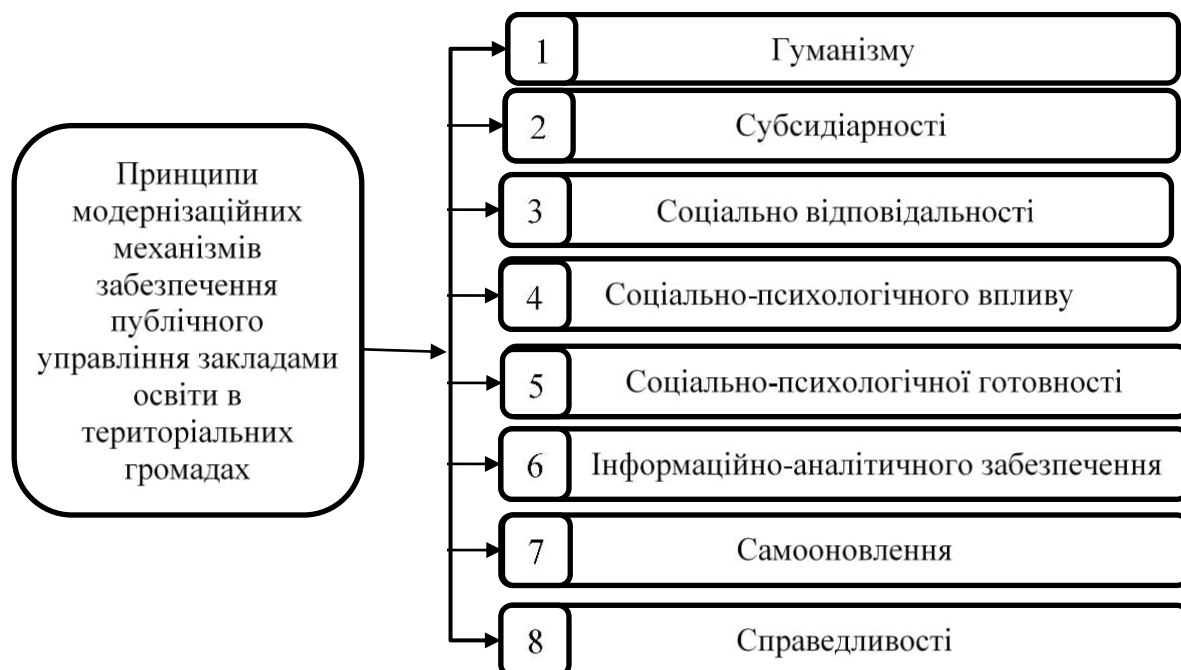 Принципи
модернізаційних
механізмів
забезпечення
публічного
управління закладами
освіти в
територіальних
громадах
1 Гуманізму
2 Субсидіарності
3 Соціально відповідальності
4 Соціально-психологічного впливу
5 Соціально-психологічної готовності
6 Інформаційно-аналітичного забезпечення
7 Самооновлення
8 Справедливості